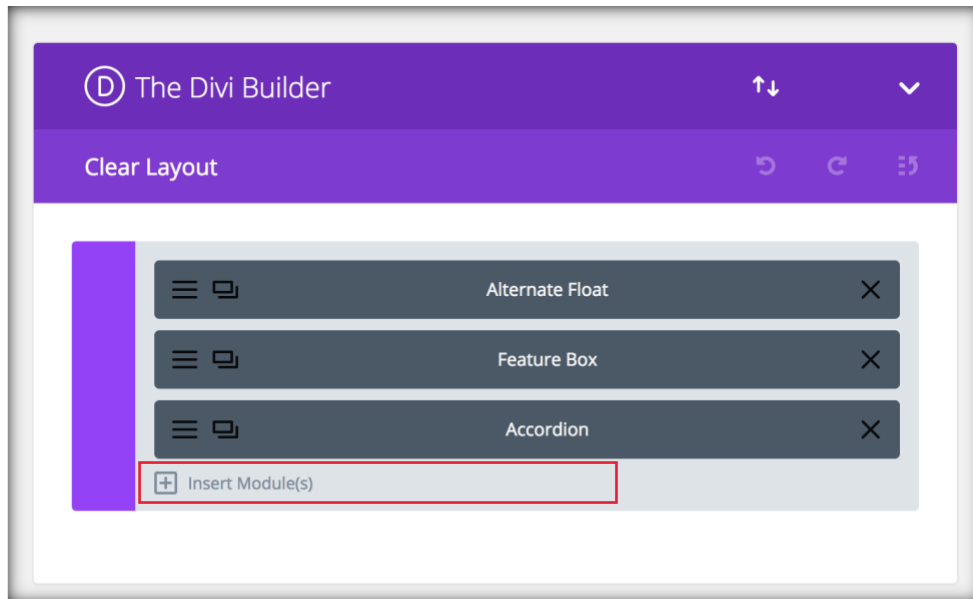 D The Divi Builder
Clear Layout
Alternate Float
Feature Box
Accordion
Insert Module(s)